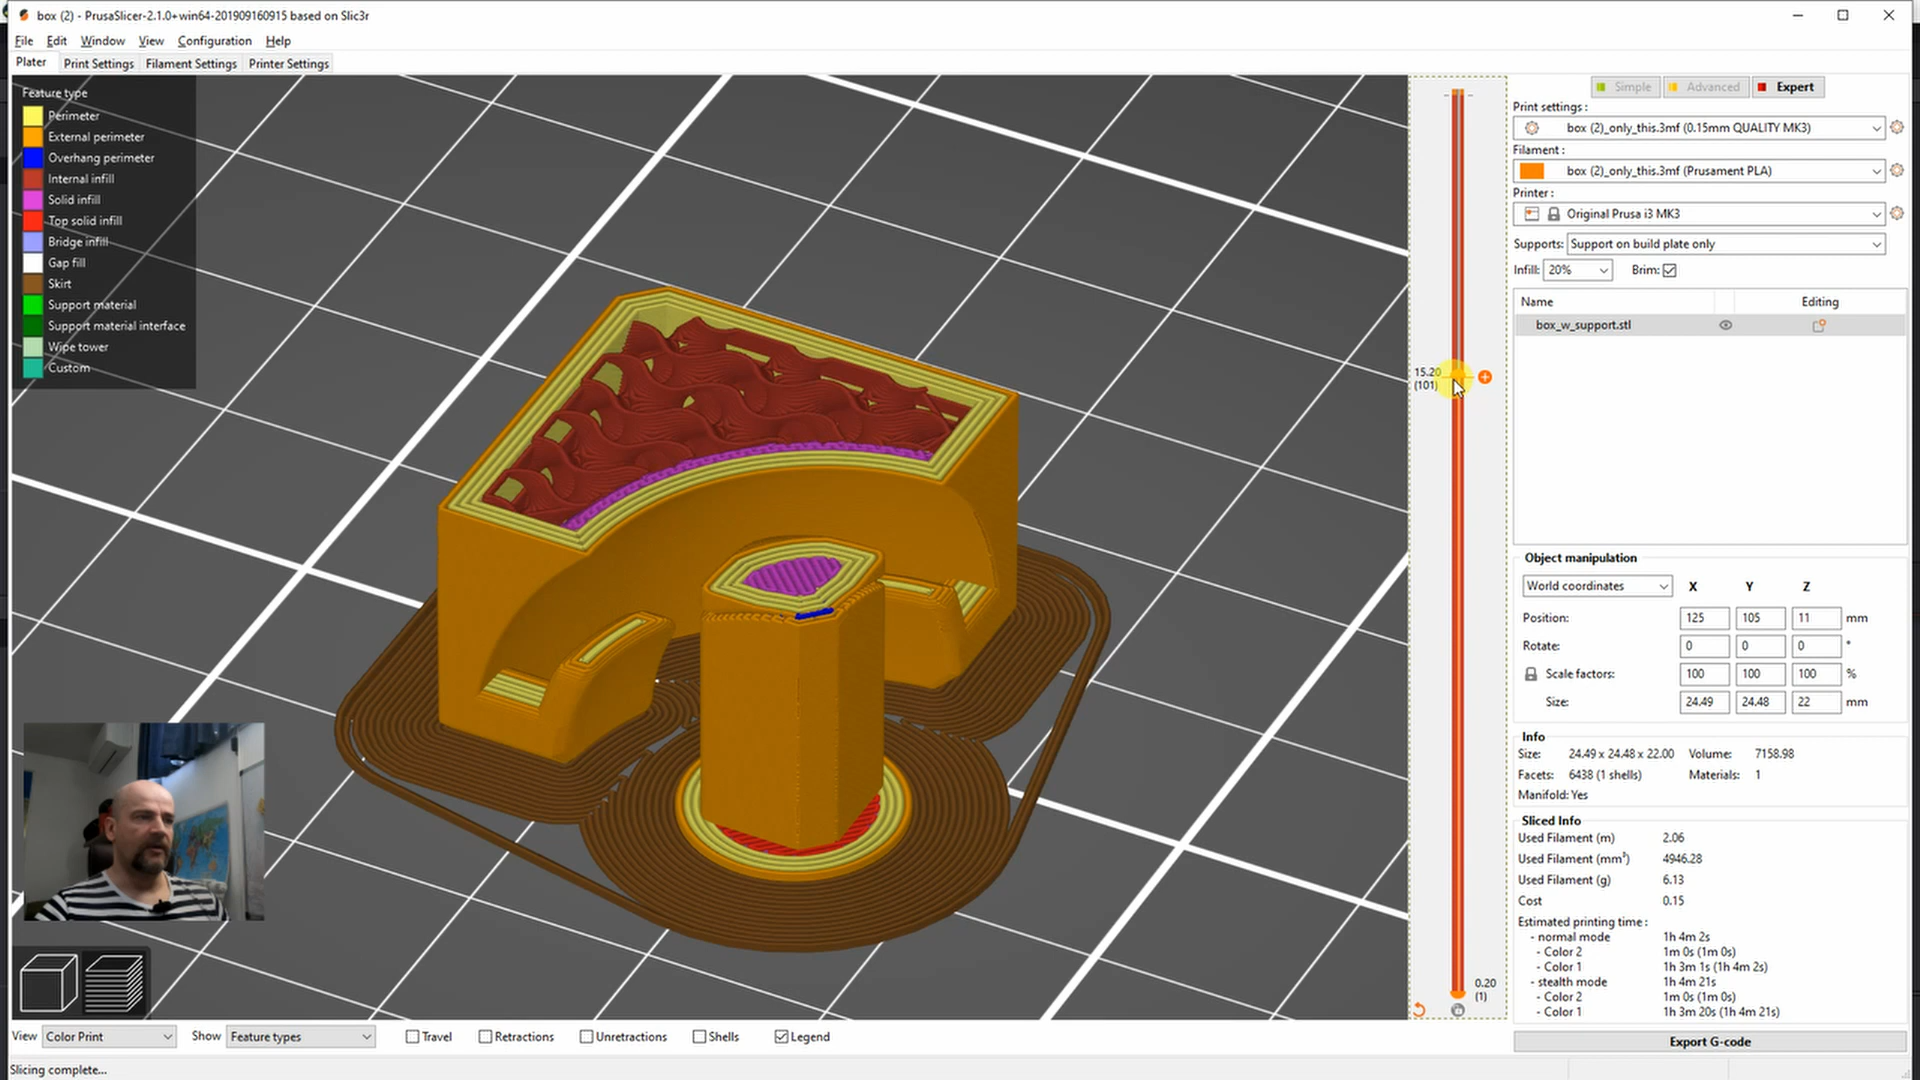 box (2) - PrusaSlicer-2.1.0+win64-201909160915 based on Slic3r
File Edit Window View Configuration Help
Plater Print Settings Filament Settings Printer Settings
Feature type
Perimeter
External perimeter
Overhang perimeter
Internal infill
Solid infill
Top solid infill
Bridge infill
Gap fill
Skirt
Support material
Support material interface
Wipe tower
Custom
15.20
(101)
0.20
(1)
Simple Advanced Expert
Print settings :
box (2)_only_this.3mf (0.15mm QUALITY MK3)
Filament :
box (2)_only_this.3mf (Prusament PLA)
Printer :
Original Prusa i3 MK3
Supports: Support on build plate only
Infill: 20% Brim:
Name Editing
box_w_support.stl
Object manipulation
World coordinates X Y Z
Position: 125 105 11 mm
Rotate: 0 0 0 °
Scale factors: 100 100 100 %
Size: 24.49 24.48 22 mm
Info
Size: 24.49 x 24.48 x 22.00 Volume: 7158.98
Facets: 6438 (1 shells) Materials: 1
Manifold: Yes
Sliced Info
Used Filament (m) 2.06
Used Filament (mm³) 4946.28
Used Filament (g) 6.13
Cost 0.15
Estimated printing time :
- normal mode 1h 4m 2s
- Color 2 1m 0s (1m 0s)
- Color 1 1h 3m 1s (1h 4m 2s)
- stealth mode 1h 4m 21s
- Color 2 1m 0s (1m 0s)
- Color 1 1h 3m 20s (1h 4m 21s)
View Color Print Show Feature types Travel Retractions Unretractions Shells Legend
Export G-code
Slicing complete...